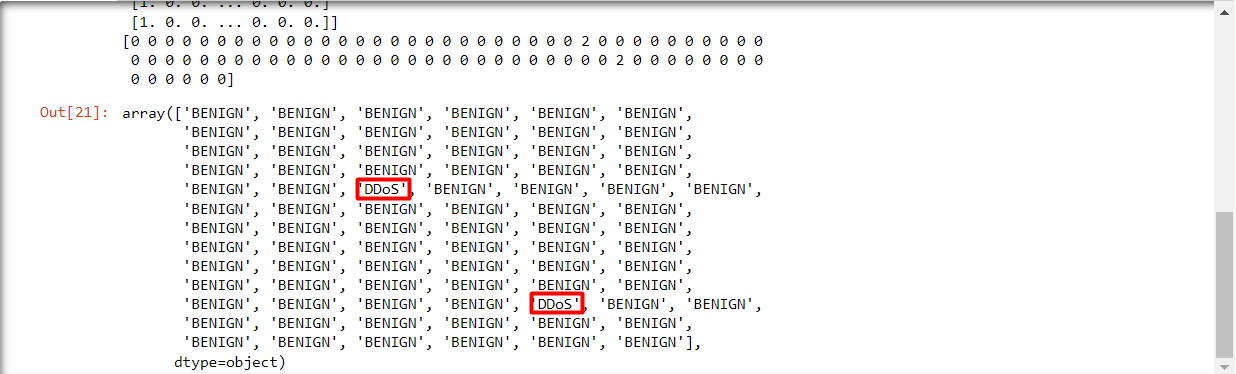 [1. 0. 0. ... 0. 0. 0.]
[1. 0. 0. ... 0. 0. 0.]]
[0 0 0 0 0 0 0 0 0 0 0 0 0 0 0 0 0 0 0 0 0 0 0 0 0 0 2 0 0 0 0 0 0 0 0 0 0
0 0 0 0 0 0 0 0 0 0 0 0 0 0 0 0 0 0 0 0 0 0 0 0 0 0 0 0 2 0 0 0 0 0 0 0 0
0 0 0 0 0 0]
Out[21]: array(['BENIGN', 'BENIGN', 'BENIGN', 'BENIGN', 'BENIGN', 'BENIGN',
'BENIGN', 'BENIGN', 'BENIGN', 'BENIGN', 'BENIGN', 'BENIGN',
'BENIGN', 'BENIGN', 'BENIGN', 'BENIGN', 'BENIGN', 'BENIGN',
'BENIGN', 'BENIGN', 'BENIGN', 'BENIGN', 'BENIGN', 'BENIGN',
'BENIGN', 'BENIGN', 'DDoS', 'BENIGN', 'BENIGN', 'BENIGN', 'BENIGN',
'BENIGN', 'BENIGN', 'BENIGN', 'BENIGN', 'BENIGN', 'BENIGN',
'BENIGN', 'BENIGN', 'BENIGN', 'BENIGN', 'BENIGN', 'BENIGN',
'BENIGN', 'BENIGN', 'BENIGN', 'BENIGN', 'BENIGN', 'BENIGN',
'BENIGN', 'BENIGN', 'BENIGN', 'BENIGN', 'BENIGN', 'BENIGN',
'BENIGN', 'BENIGN', 'BENIGN', 'BENIGN', 'BENIGN', 'BENIGN',
'BENIGN', 'BENIGN', 'BENIGN', 'BENIGN', 'DDoS', 'BENIGN', 'BENIGN',
'BENIGN', 'BENIGN', 'BENIGN', 'BENIGN', 'BENIGN', 'BENIGN',
'BENIGN', 'BENIGN', 'BENIGN', 'BENIGN', 'BENIGN', 'BENIGN'],
dtype=object)